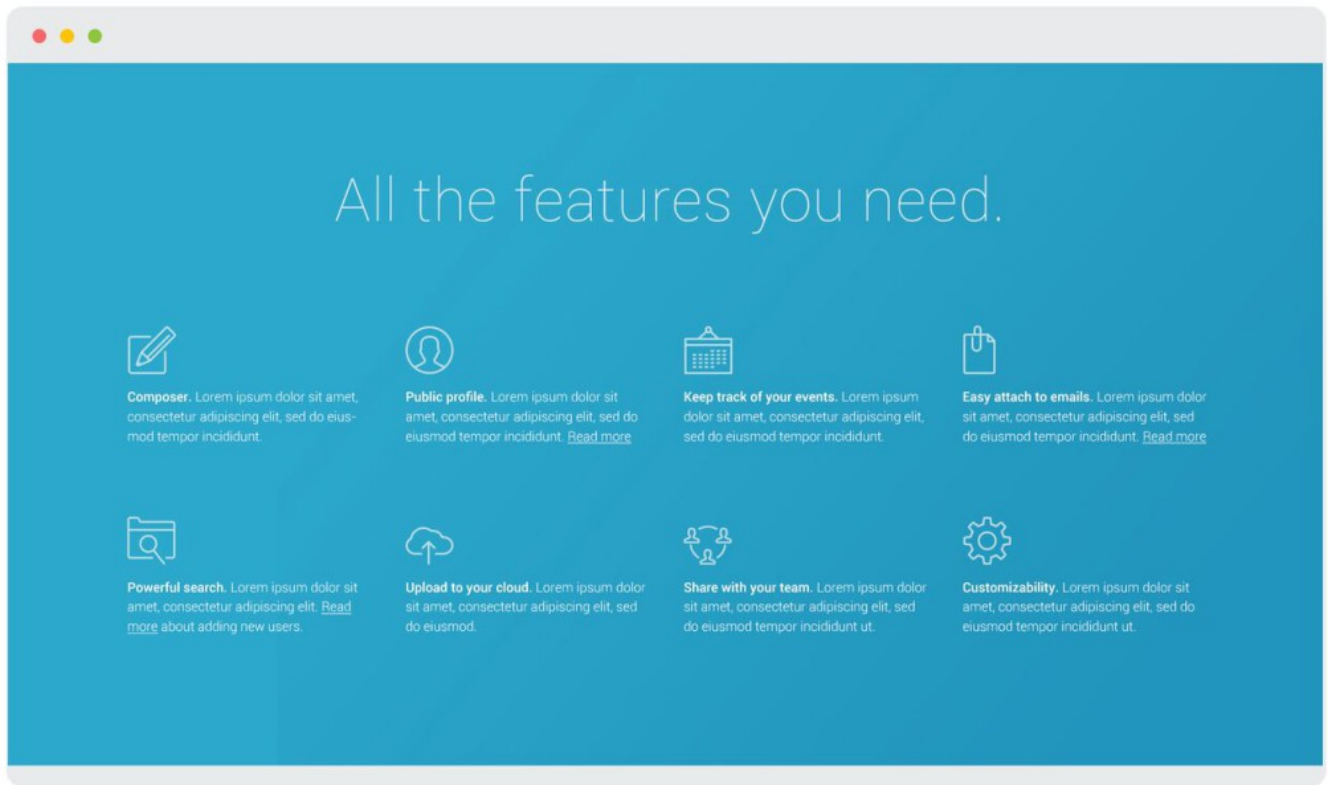 All the features you need.
Composer. Lorem ipsum dolor sit amet,
consectetur adipiscing elit, sed do eius-
mod tempor incididunt.
Public profile. Lorem ipsum dolor sit
amet, consectetur adipiscing elit, sed do
eiusmod tempor incididunt. Read more
Keep track of your events. Lorem ipsum
dolor sit amet, consectetur adipiscing elit,
sed do eiusmod tempor incididunt.
Easy attach to emails. Lorem ipsum dolor
sit amet, consectetur adipiscing elit, sed
do eiusmod tempor incididunt. Read more
Powerful search. Lorem ipsum dolor sit
amet, consectetur adipiscing elit. Read
more about adding new users.
Upload to your cloud. Lorem ipsum dolor
sit amet, consectetur adipiscing elit, sed
do eiusmod.
Share with your team. Lorem ipsum dolor
sit amet, consectetur adipiscing elit, sed
do eiusmod tempor incididunt ut.
Customizability. Lorem ipsum dolor sit
amet, consectetur adipiscing elit, sed do
eiusmod tempor incididunt ut.